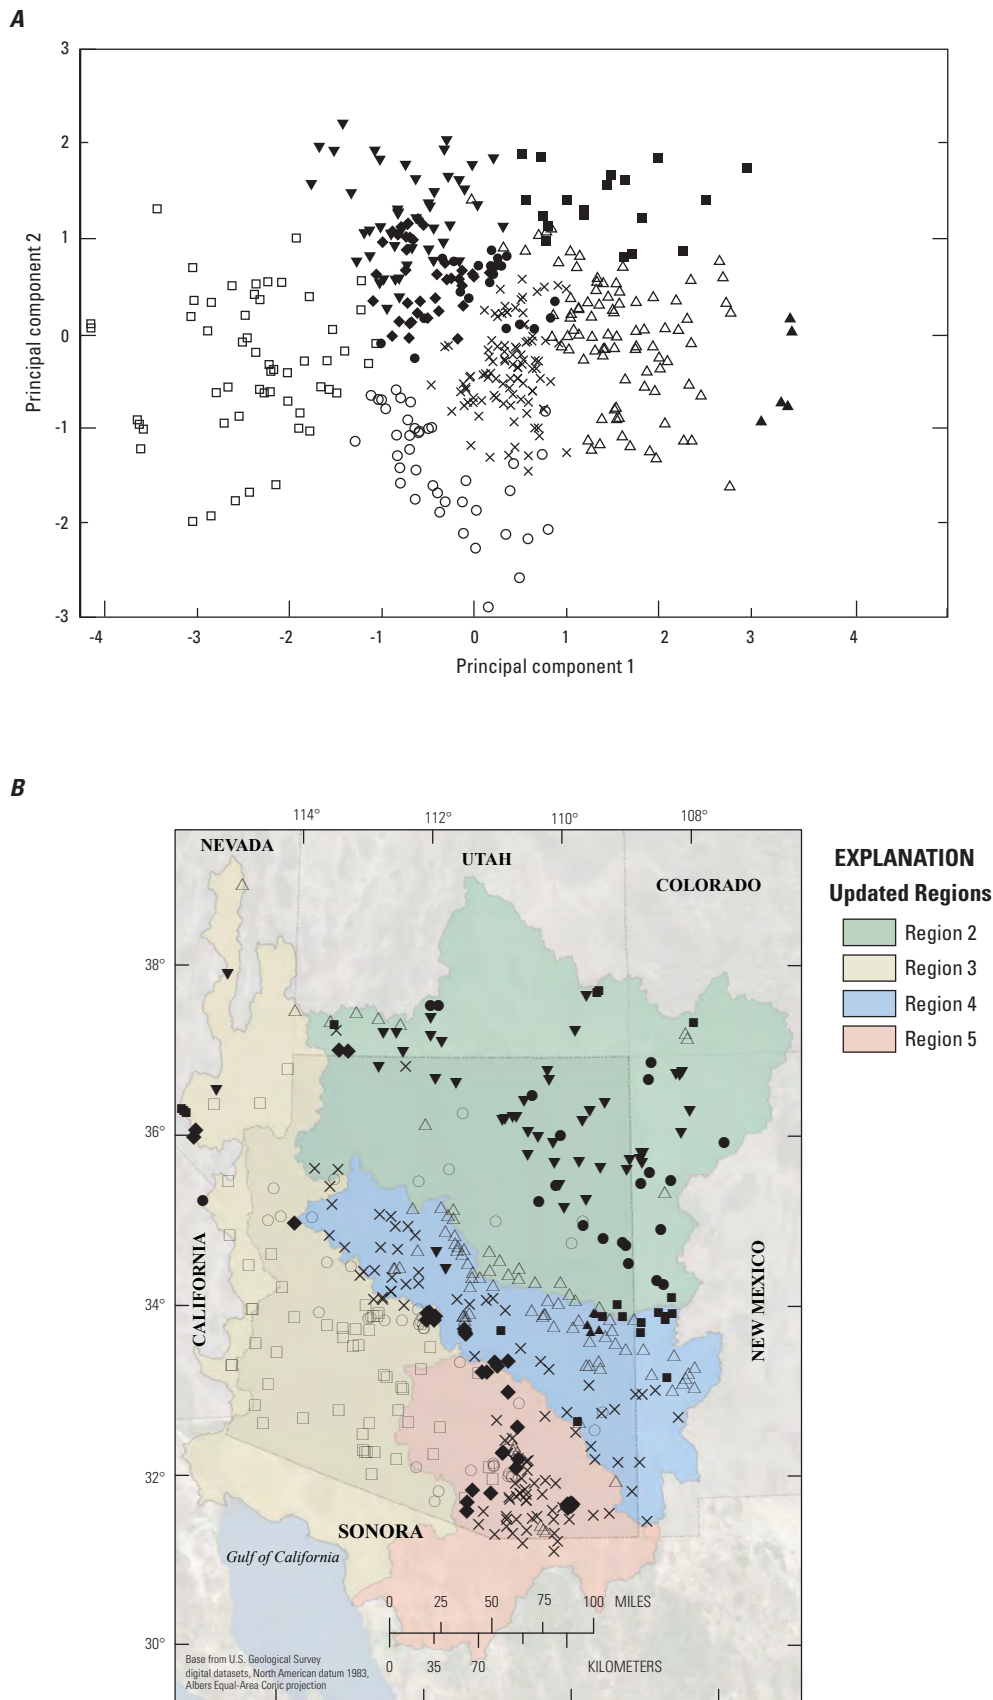 A
3
2
1
0
-1
-2
-3
Principal component 2
-4
-3
-2
-1
0
1
2
3
4
Principal component 1
B
114°
112°
110°
108°
NEVADA
UTAH
COLORADO
EXPLANATION
Updated Regions
Region 2
Region 3
Region 4
Region 5
38°
36°
34°
32°
30°
CALIFORNIA
NEW MEXICO
SONORA
Gulf of California
0 25 50 75 100 MILES
0 35 70 KILOMETERS
Base from U.S. Geological Survey
digital datasets, North American datum 1983,
Albers Equal-Area Conic projection